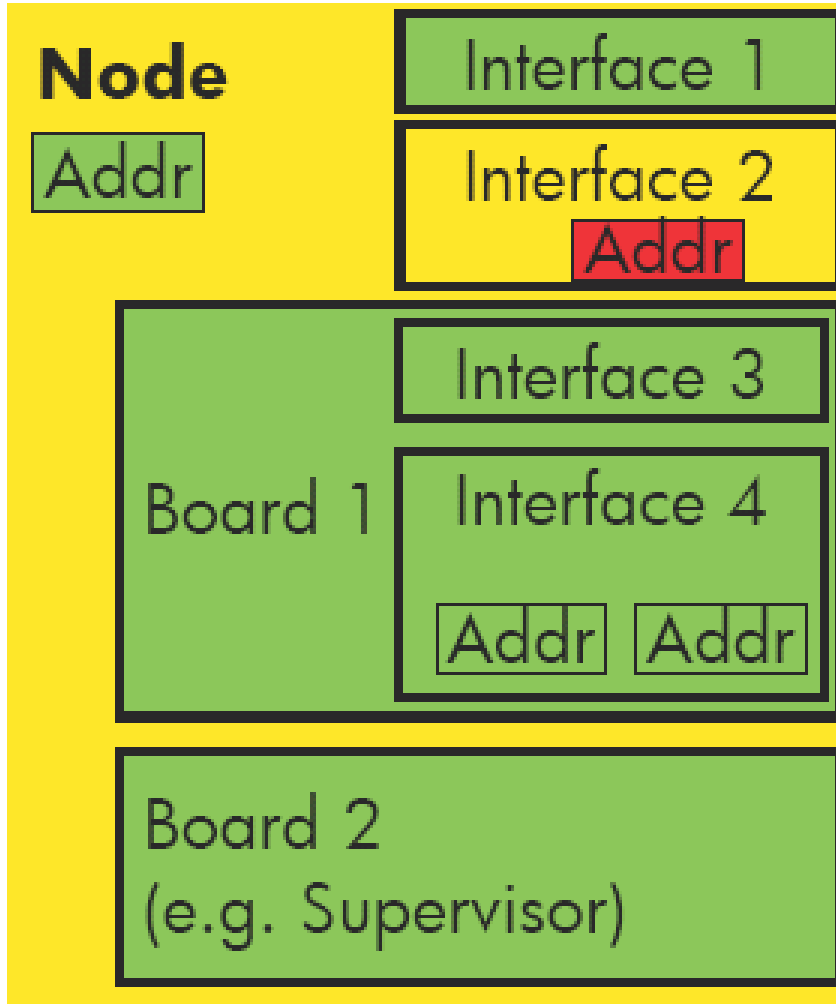 Node
Addr
Interface 1
Interface 2
Addr
Board 1
Interface 3
Interface 4
Addr Addr
Board 2
(e.g. Supervisor)